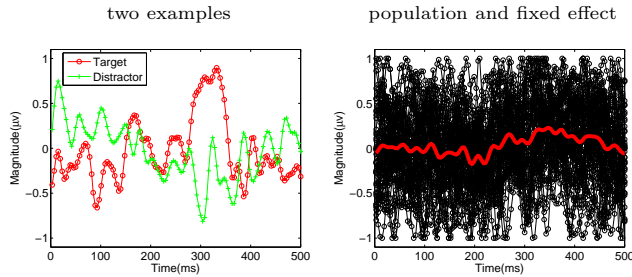 two examples
population and fixed effect
Target
Distractor
1
0.5
0
−0.5
−1
Magnitude(μv)
0 100 200 300 400 500
Time(ms)
1
0.5
0
−0.5
−1
Magnitude(μv)
0 100 200 300 400 500
Time(ms)